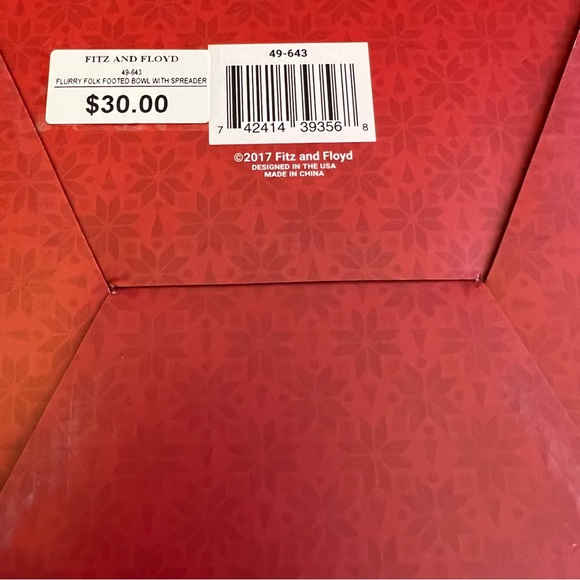 FITZ AND FLOYD
49-643
FLURRY FOLK FOOTED BOWL WITH SPREADER
$30.00
49-643
7 42414 39356 8
©2017 Fitz and Floyd
DESIGNED IN THE USA
MADE IN CHINA